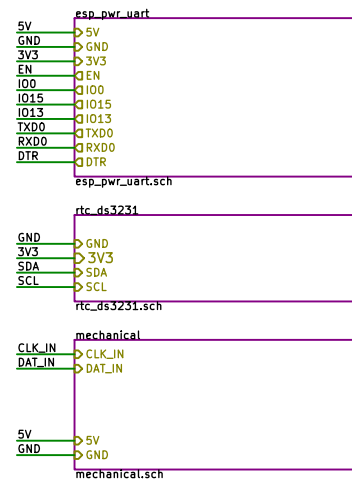 esp_pwr_uart
5V 5V
GND GND
3V3 3V3
EN EN
IO0 IO0
IO15 IO15
IO13 IO13
TXD0 TXD0
RXD0 RXD0
DTR DTR
esp_pwr_uart.sch
rtc_ds3231
GND GND
3V3 3V3
SDA SDA
SCL SCL
rtc_ds3231.sch
mechanical
CLK_IN CLK_IN
DAT_IN DAT_IN
5V 5V
GND GND
mechanical.sch